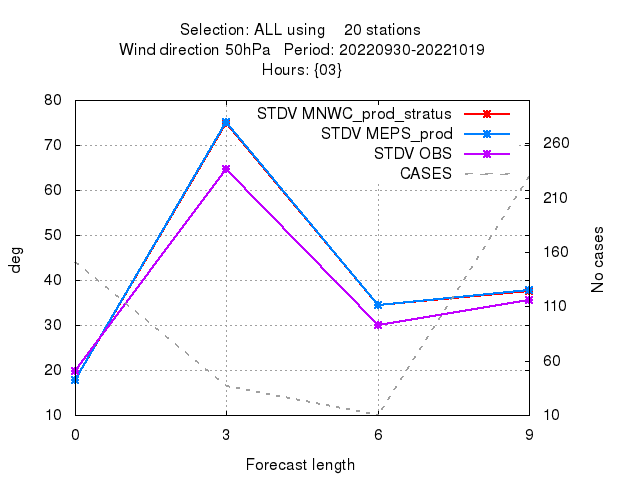 Selection: ALL using    20 stations
Wind direction 50hPa   Period: 20220930-20221019
Hours: {03}
STDV MNWC_prod_stratus
STDV MEPS_prod
STDV OBS
CASES
80
70
60
50
40
30
20
10
deg
260
210
160
110
60
10
No cases
0 3 6 9
Forecast length